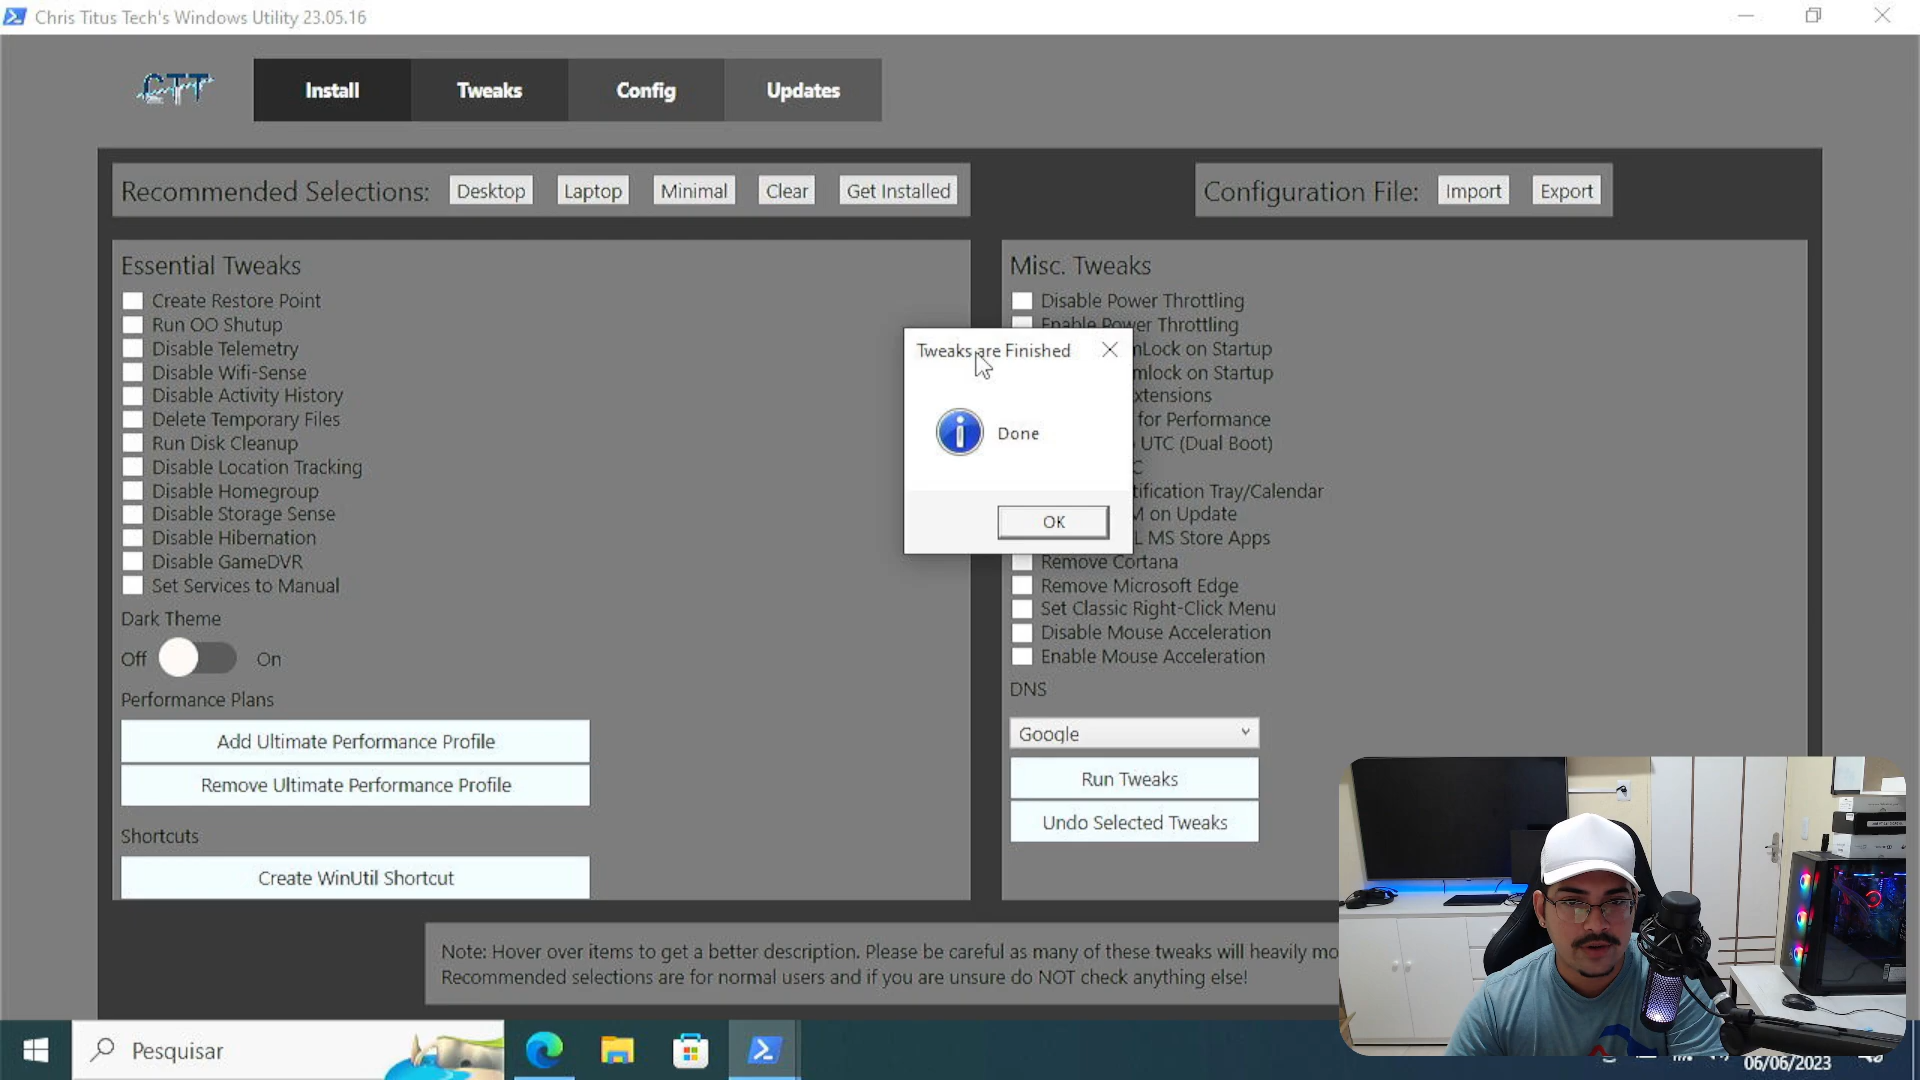 Chris Titus Tech's Windows Utility 23.05.16
CTT
Install
Tweaks
Config
Updates
Recommended Selections:
Desktop
Laptop
Minimal
Clear
Get Installed
Configuration File:
Import
Export
Essential Tweaks
Create Restore Point
Run OO Shutup
Disable Telemetry
Disable Wifi-Sense
Disable Activity History
Delete Temporary Files
Run Disk Cleanup
Disable Location Tracking
Disable Homegroup
Disable Storage Sense
Disable Hibernation
Disable GameDVR
Set Services to Manual
Dark Theme
Off
On
Performance Plans
Add Ultimate Performance Profile
Remove Ultimate Performance Profile
Shortcuts
Create WinUtil Shortcut
Misc. Tweaks
Disable Power Throttling
Enable Power Throttling
Lock on Startup
lock on Startup
for Performance
UTC (Dual Boot)
Tray/Calendar
on Update
MS Store Apps
Remove Cortana
Remove Microsoft Edge
Set Classic Right-Click Menu
Disable Mouse Acceleration
Enable Mouse Acceleration
DNS
Google
Run Tweaks
Undo Selected Tweaks
Tweaks are Finished
Done
OK
Note: Hover over items to get a better description. Please be careful as many of these tweaks will heavily
Recommended selections are for normal users and if you are unsure do NOT check anything else!
Pesquisar
06/06/2023